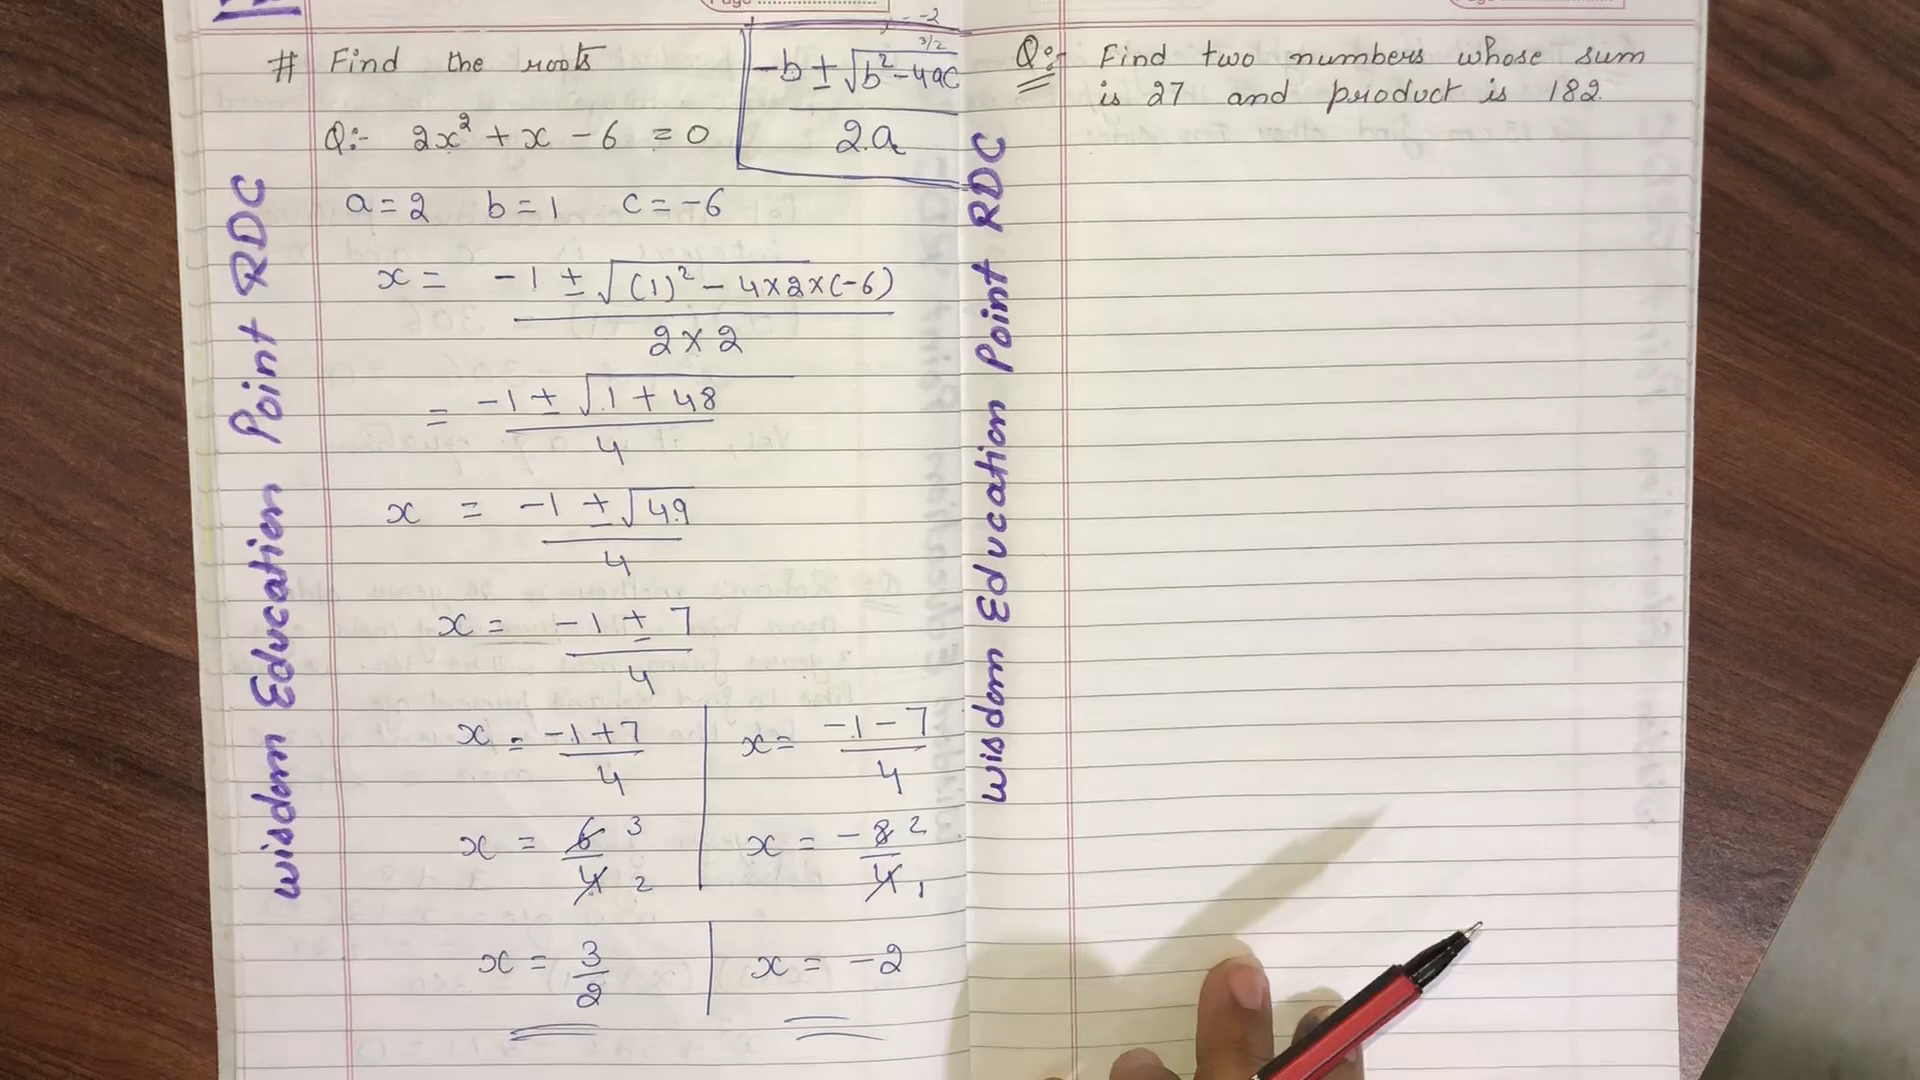 # Find the roots
-b ± √b² - 4ac
2.a
Q:- 2x² + x - 6 = 0
a = 2 b = 1 c = -6
x = -1 ± √(1)² - 4×2×(-6)
2 × 2
= -1 ± √1 + 48
4
x = -1 ± √49
4
x = -1 ± 7
4
x = -1 + 7
4
x = -1 - 7
4
x = 6 3
4 2
x = -8 2
4 1
x = 3
2
x = -2
Wisdom Education Point RDC
Q:- Find two numbers whose sum
is 27 and product is 182.
Wisdom Education Point RDC